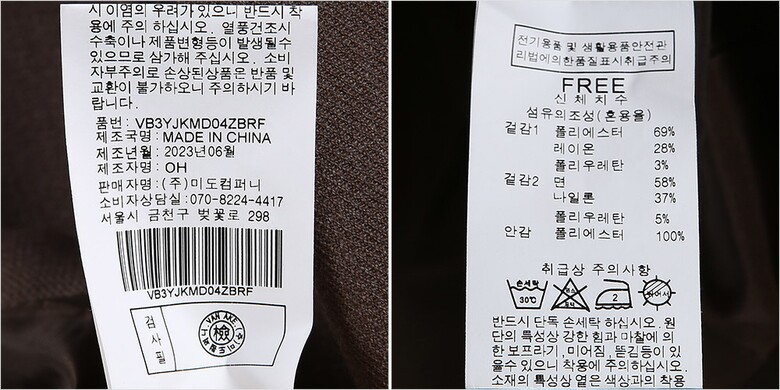 시 이염의 우려가 있으니 반드시 착
용에 주의 하십시오. 열풍건조시
수축이나 제품변형등이 발생될수
있으므로 삼가해 주십시오. 소비
자부주의로 손상된상품은 반품 및
교환이 불가하오니 주의하시기 바
랍니다.
품번: VB3YJKMD04ZBRF
제조국명: MADE IN CHINA
제조년월: 2023년06월
제조자명: OH
판매자명: (주)미도컴퍼니
소비자상담실: 070-8224-4417
서울시 금천구 벚꽃로 298
VB3YJKMD04ZBRF
검사필
VAN AKE
檢
전기용품 및 생활용품안전관
리법에의한품질표시취급주의
FREE
신체치수
섬유의조성(혼용율)
겉감1 폴리에스터 69%
레이온 28%
폴리우레탄 3%
겉감2 면 58%
나일론 37%
폴리우레탄 5%
안감 폴리에스터 100%
취급상 주의사항
손세탁
30℃
2
드라이
반드시 단독 손세탁 하십시오. 원
단의 특성상 강한 힘과 마찰에 의
한 보프라기, 미어짐, 뜯김등이 있
을수 있으니 착용에 주의하십시오.
소재의 특성상 옅은 색상과의 착용